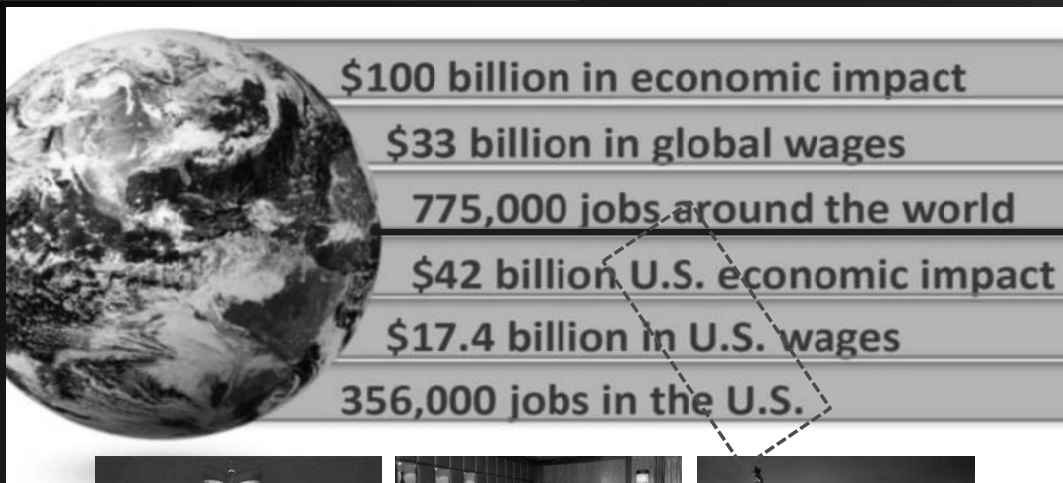 $100 billion in economic impact
$33 billion in global wages
775,000 jobs around the world
$42 billion U.S. economic impact
$17.4 billion in U.S. wages
356,000 jobs in the U.S.